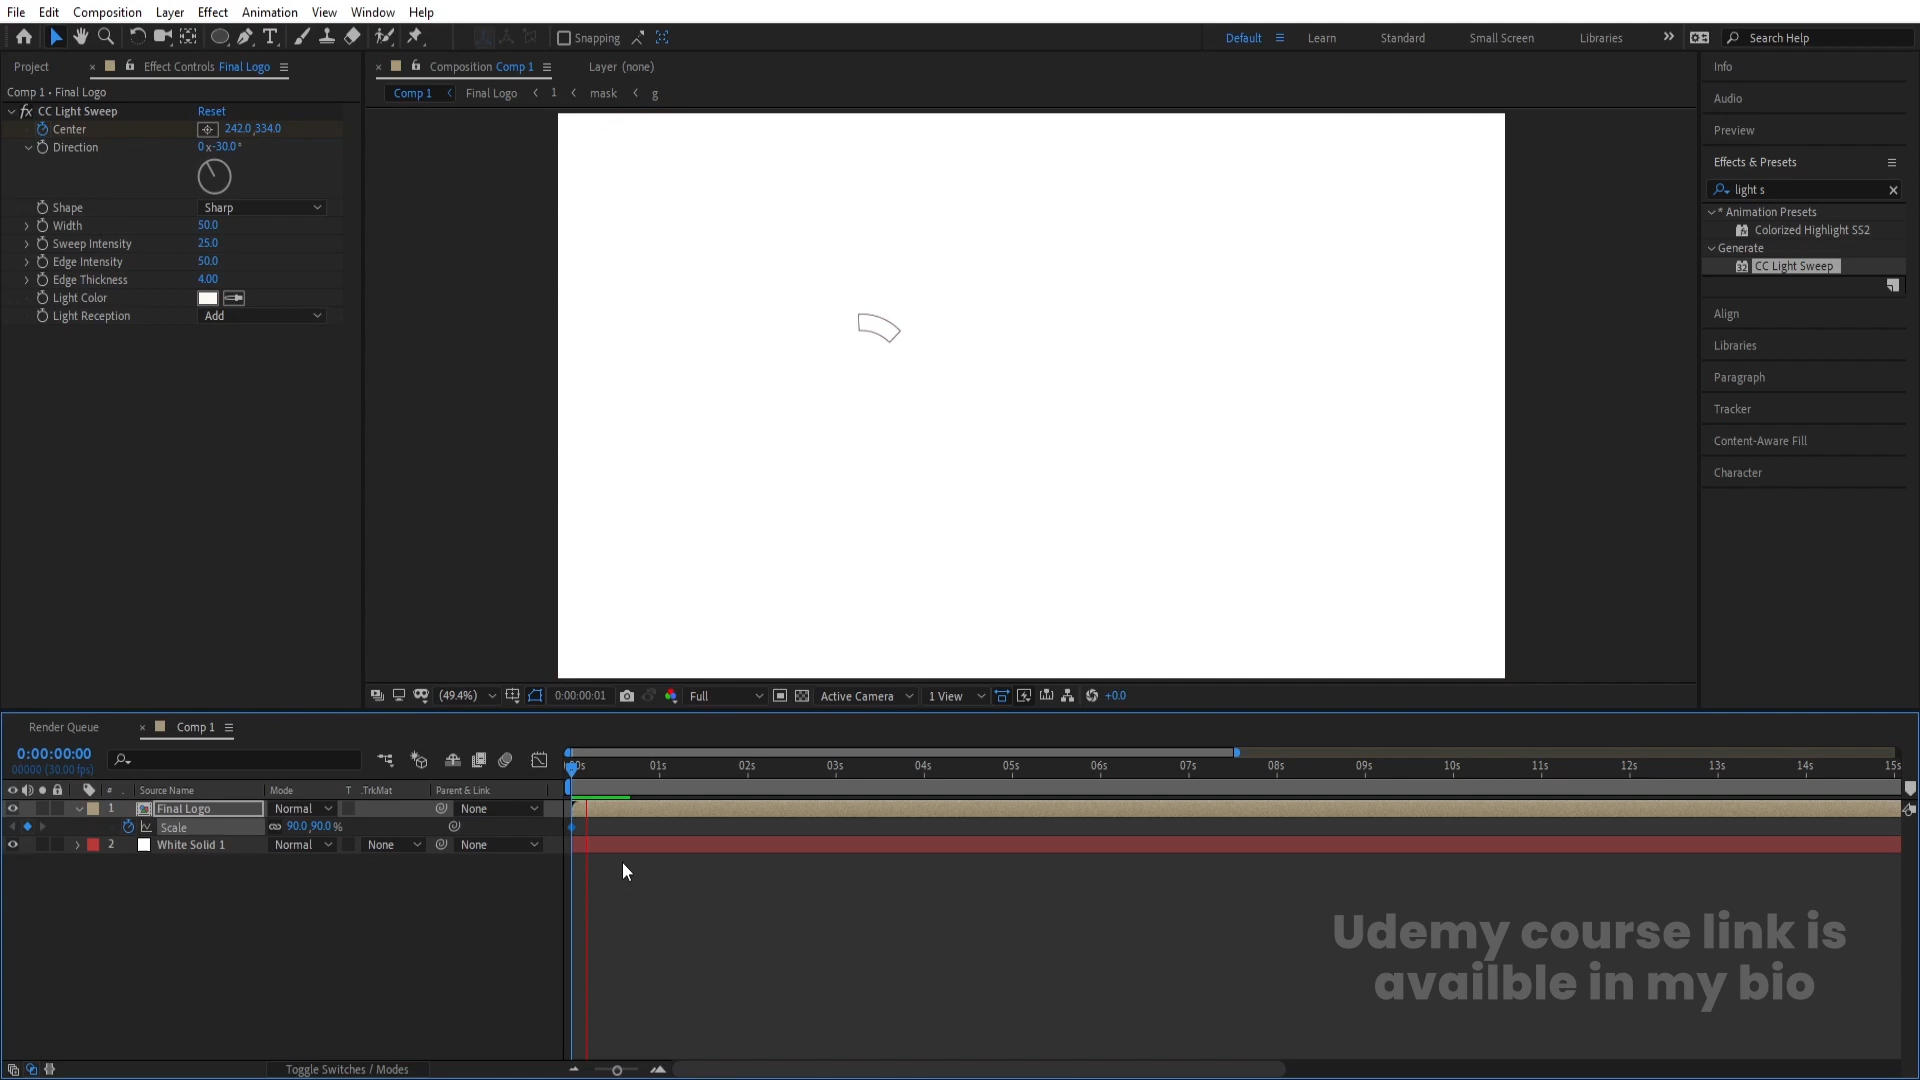 File Edit Composition Layer Effect Animation View Window Help
Snapping
Default Learn Standard Small Screen Libraries
Search Help
Project
Effect Controls Final Logo
Comp 1 • Final Logo
fx CC Light Sweep Reset
Center 242.0,334.0
Direction 0 x-30.0°
Shape Sharp
Width 50.0
Sweep Intensity 25.0
Edge Intensity 50.0
Edge Thickness 4.00
Light Color
Light Reception Add
Composition Comp 1
Layer (none)
Comp 1 Final Logo 1 mask g
(49.4%) 0:00:00:01 Full Active Camera 1 View +0.0
Info
Audio
Preview
Effects & Presets
light s
* Animation Presets
Colorized Highlight SS2
Generate
32 CC Light Sweep
Align
Libraries
Paragraph
Tracker
Content-Aware Fill
Character
Render Queue
Comp 1
0:00:00:00
00000 (30.00 fps)
# Source Name Mode T .TrkMat Parent & Link
1 Final Logo Normal None
Scale 90.0,90.0%
2 White Solid 1 Normal None None
01s 02s 03s 04s 05s 06s 07s 08s 09s 10s 11s 12s 13s 14s 15s
Toggle Switches / Modes
Udemy course link is
availble in my bio